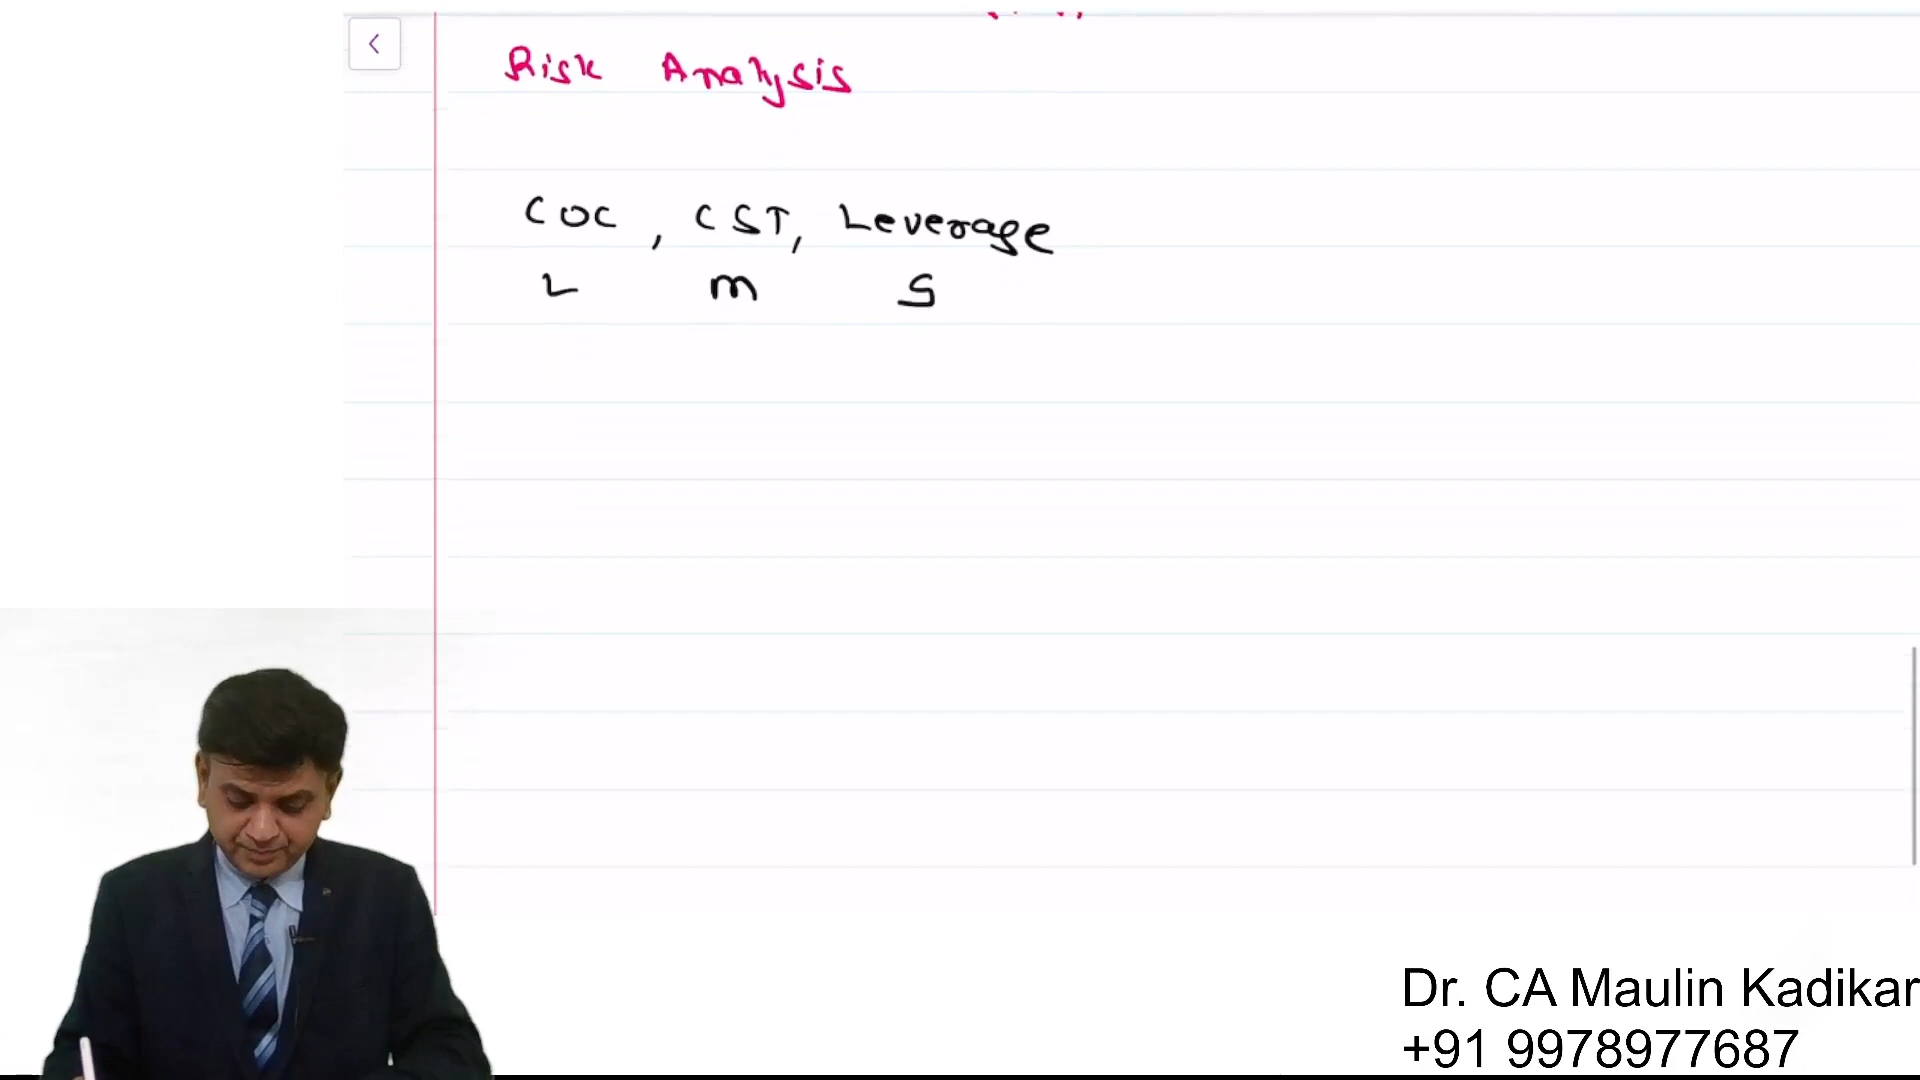 Risk Analysis
COC, CST, Leverage
L m S
Dr. CA Maulin Kadikar
+91 9978977687